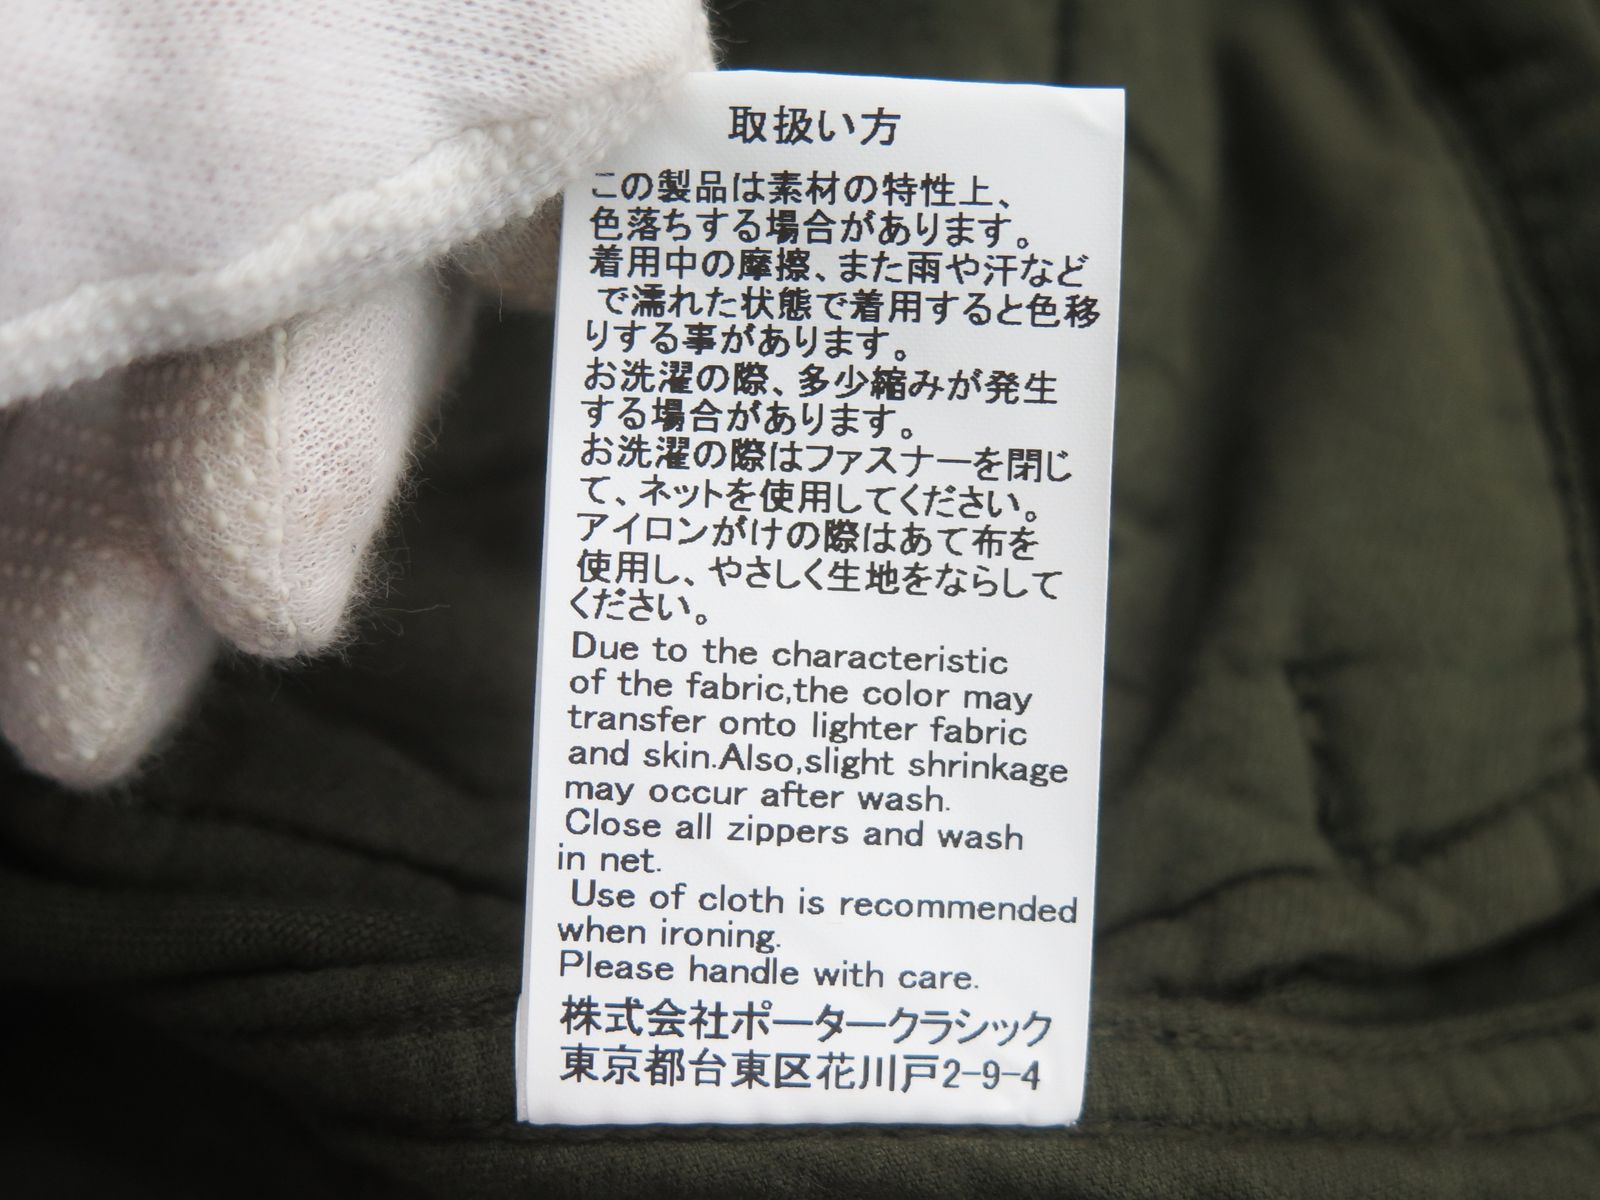 取扱い方
この製品は素材の特性上、
色落ちする場合があります。
着用中の摩擦、また雨や汗など
で濡れた状態で着用すると色移
りする事があります。
お洗濯の際、多少縮みが発生
する場合があります。
お洗濯の際はファスナーを閉じ
て、ネットを使用してください。
アイロンがけの際はあて布を
使用し、やさしく生地をならして
ください。
Due to the characteristic
of the fabric,the color may
transfer onto lighter fabric
and skin.Also,slight shrinkage
may occur after wash.
Close all zippers and wash
in net.
Use of cloth is recommended
when ironing.
Please handle with care.
株式会社ポータークラシック
東京都台東区花川戸2-9-4